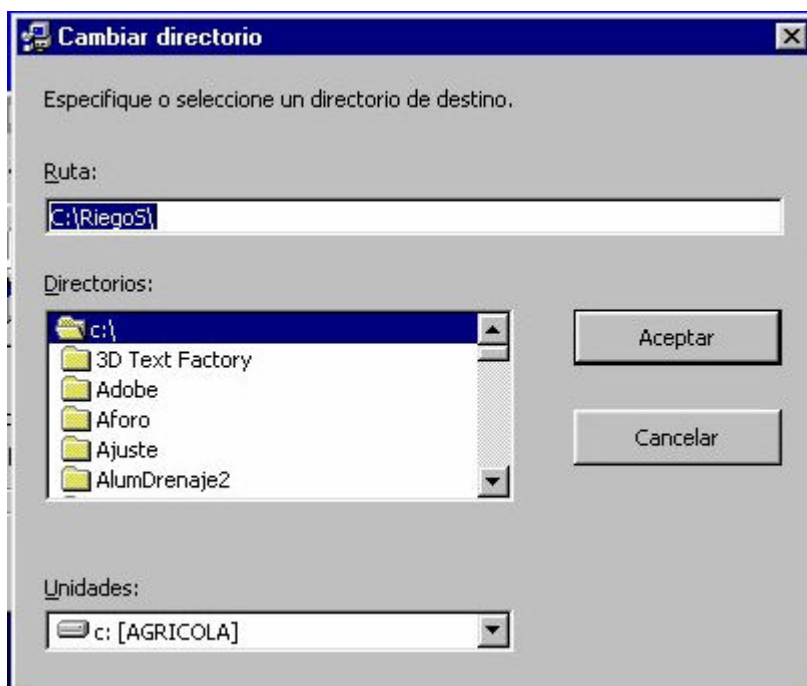 Cambiar directorio
Especifique o seleccione un directorio de destino.
Ruta:
C:\RiegoS\
Directorios:
c:\
3D Text Factory
Adobe
Aforo
Ajuste
AlumDrenaje2
Aceptar
Cancelar
Unidades:
c: [AGRICOLA]